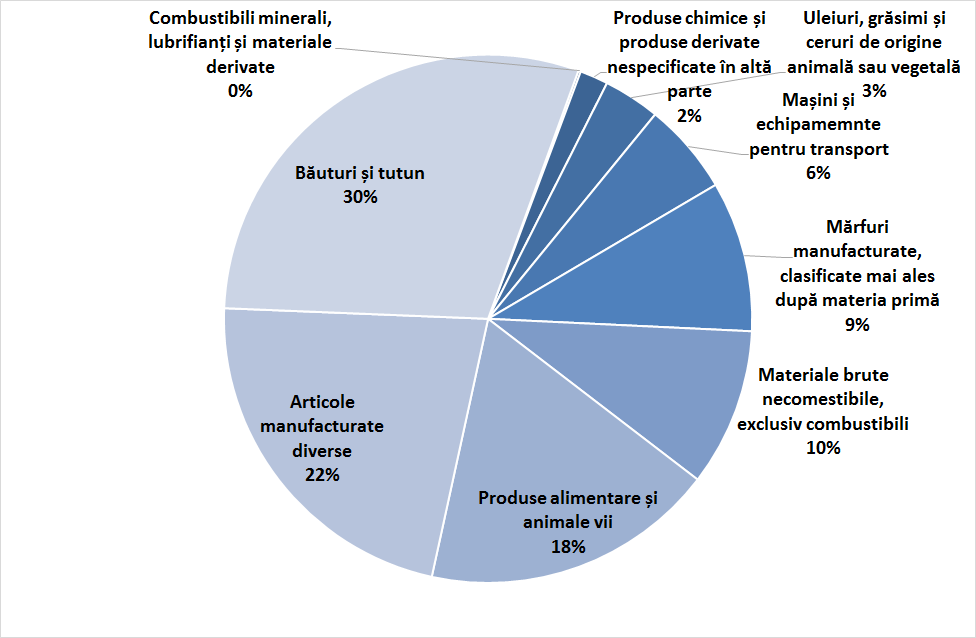 Combustibili minerali,
lubrifianți și materiale
derivate
0%
Produse chimice și
produse derivate
nespecificate în altă
parte
2%
Uleiuri, grăsimi și
ceruri de origine
animală sau vegetală
3%
Mașini și
echipamemnte
pentru transport
6%
Mărfuri
manufacturate,
clasificate mai ales
după materia primă
9%
Materiale brute
necomestibile,
exclusiv combustibili
10%
Produse alimentare și
animale vii
18%
Articole
manufacturate
diverse
22%
Băuturi și tutun
30%